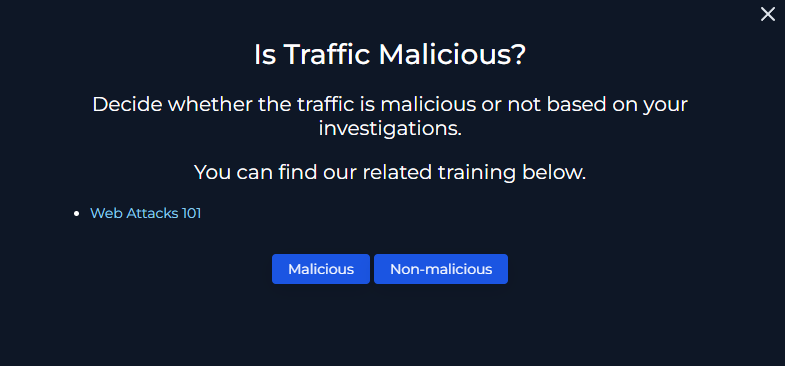 Is Traffic Malicious?
Decide whether the traffic is malicious or not based on your
investigations.
You can find our related training below.
Web Attacks 101
Malicious
Non-malicious